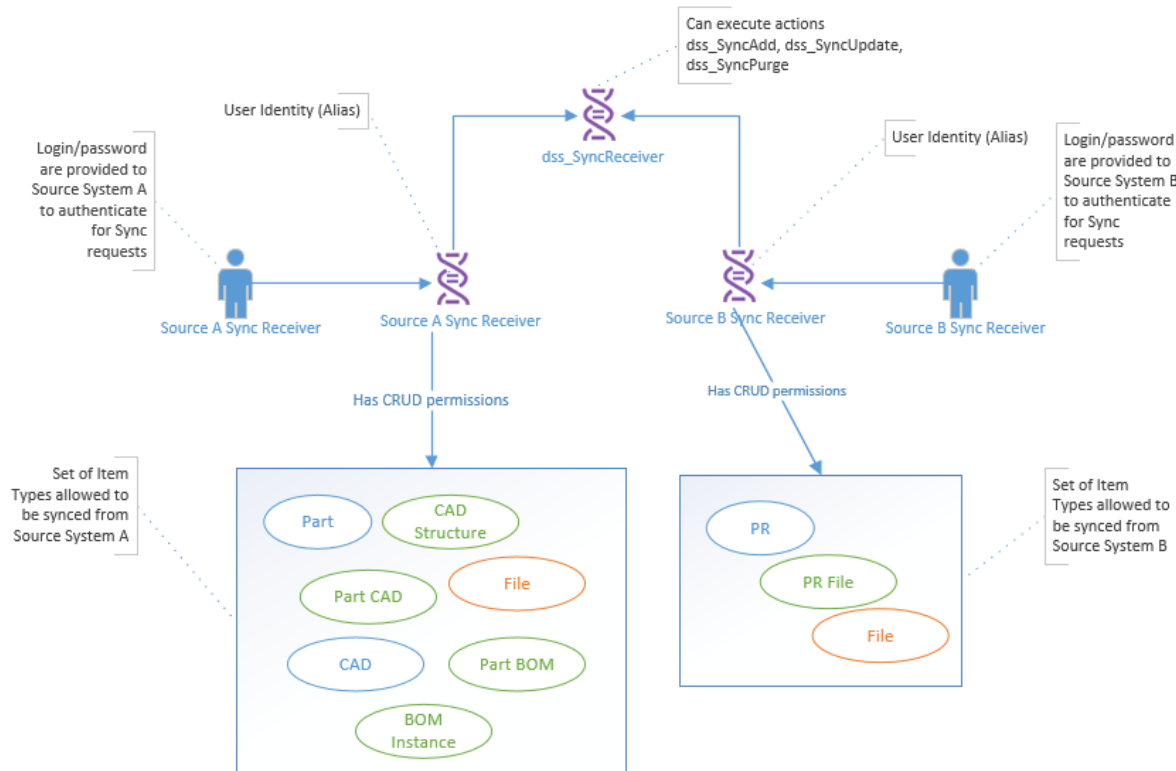 Can execute actions
dss_SyncAdd, dss_SyncUpdate,
dss_SyncPurge
User Identity (Alias)
dss_SyncReceiver
User Identity (Alias)
Login/password
are provided to
Source System A
to authenticate
for Sync
requests
Login/password
are provided to
Source System B
to authenticate
for Sync
requests
Source A Sync Receiver
Source A Sync Receiver
Source B Sync Receiver
Source B Sync Receiver
Has CRUD permissions
Has CRUD permissions
Set of Item
Types allowed to
be synced from
Source System A
Part
CAD
Structure
Part CAD
File
CAD
Part BOM
BOM
Instance
PR
PR File
File
Set of Item
Types allowed to
be synced from
Source System B